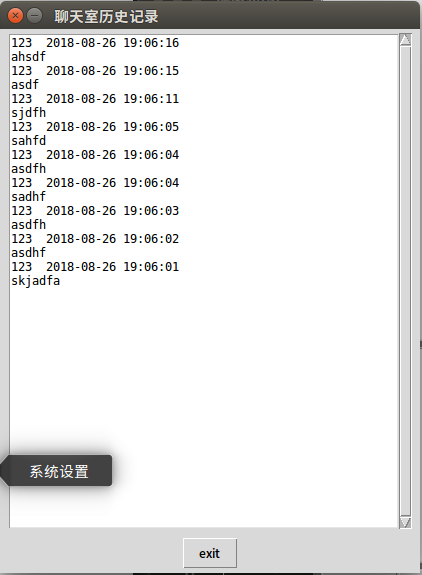 聊天室历史记录
123  2018-08-26 19:06:16
ahsdf
123  2018-08-26 19:06:15
asdf
123  2018-08-26 19:06:11
sjdfh
123  2018-08-26 19:06:05
sahfd
123  2018-08-26 19:06:04
asdfh
123  2018-08-26 19:06:04
sadhf
123  2018-08-26 19:06:03
asdfh
123  2018-08-26 19:06:02
asdhf
123  2018-08-26 19:06:01
skjadfa
系统设置
exit